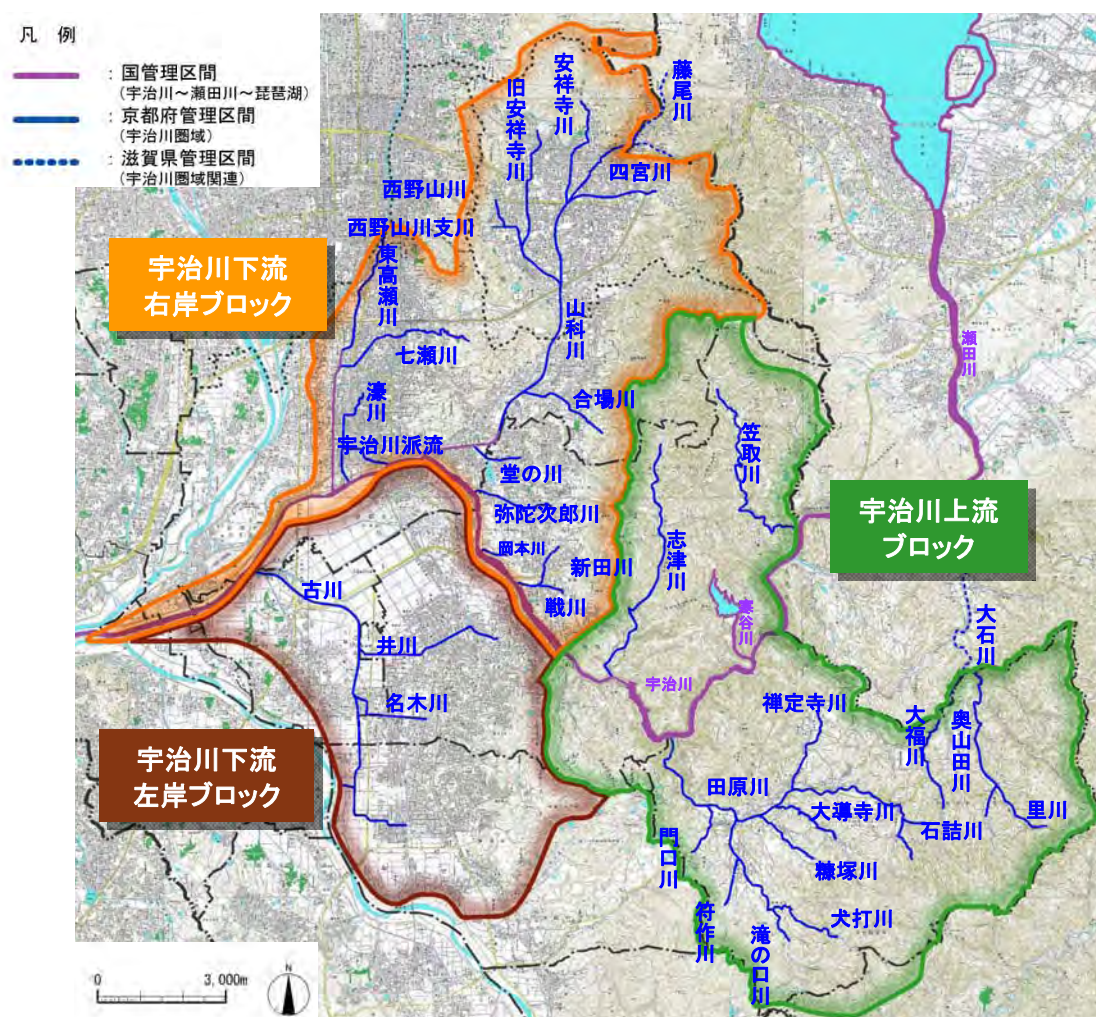 凡 例
：国管理区間
（宇治川～瀬田川～琵琶湖）
：京都府管理区間
（宇治川圏域）
：滋賀県管理区間
（宇治川圏域関連）
藤尾川
安祥寺川
旧安祥寺川
四宮川
西野山川
西野山川支川
宇治川下流
右岸ブロック
東高瀬川
山科川
七瀬川
瀬田川
濠川
合場川
笠取川
宇治川派流
堂の川
宇治川上流
ブロック
弥陀次郎川
志津川
岡本川
新田川
戦川
古川
寒谷川
大石川
井川
宇治川
名木川
禅定寺川
大福川
奥山田川
宇治川下流
左岸ブロック
田原川
大導寺川
里川
石詰川
門口川
糠塚川
符作川
犬打川
滝の口川
0 3,000m
N